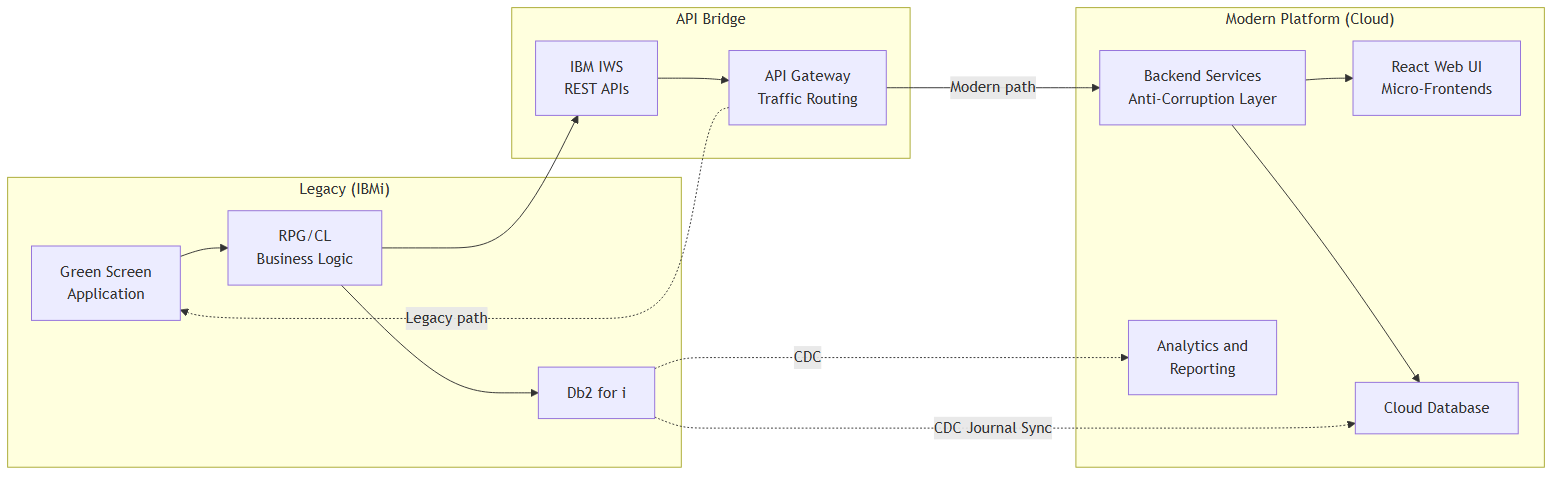 API Bridge
IBM IWS
REST APIs
API Gateway
Traffic Routing
Modern path
Modern Platform (Cloud)
Backend Services
Anti-Corruption Layer
React Web UI
Micro-Frontends
Legacy (IBMi)
Green Screen
Application
RPG/CL
Business Logic
Legacy path
Db2 for i
CDC
CDC Journal Sync
Analytics and
Reporting
Cloud Database